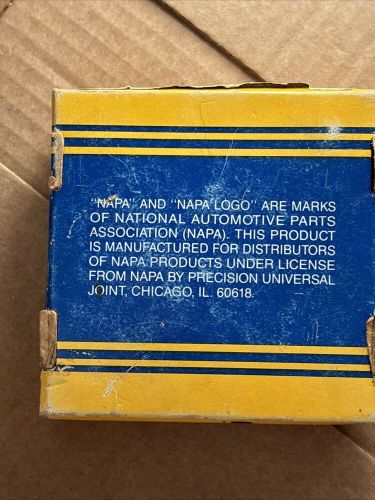 "NAPA" AND "NAPA LOGO" ARE MARKS
OF NATIONAL AUTOMOTIVE PARTS
ASSOCIATION (NAPA). THIS PRODUCT
IS MANUFACTURED FOR DISTRIBUTORS
OF NAPA PRODUCTS UNDER LICENSE
FROM NAPA BY PRECISION UNIVERSAL
JOINT, CHICAGO, IL. 60618.